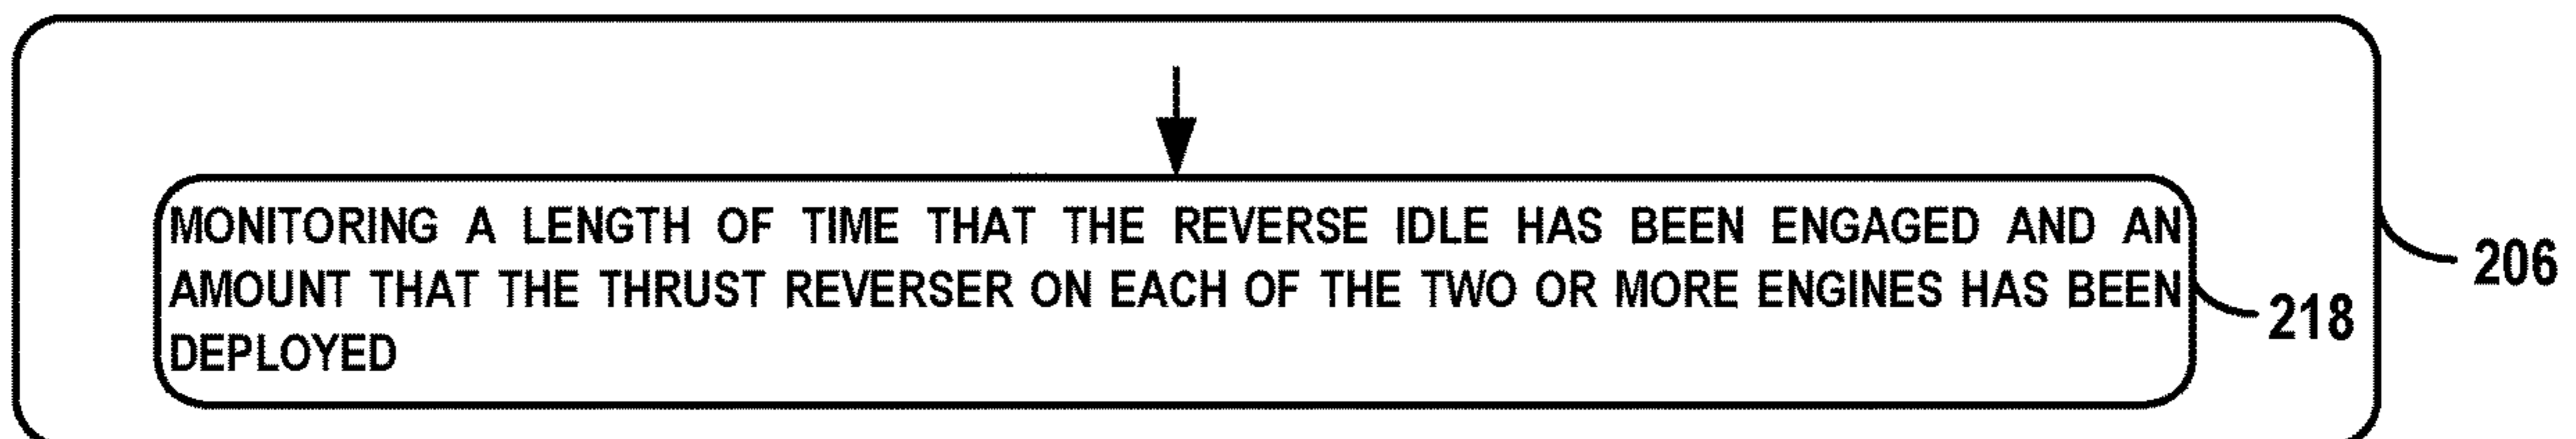 MONITORING A LENGTH OF TIME THAT THE REVERSE IDLE HAS BEEN ENGAGED AND AN
AMOUNT THAT THE THRUST REVERSER ON EACH OF THE TWO OR MORE ENGINES HAS BEEN
DEPLOYED
206
218